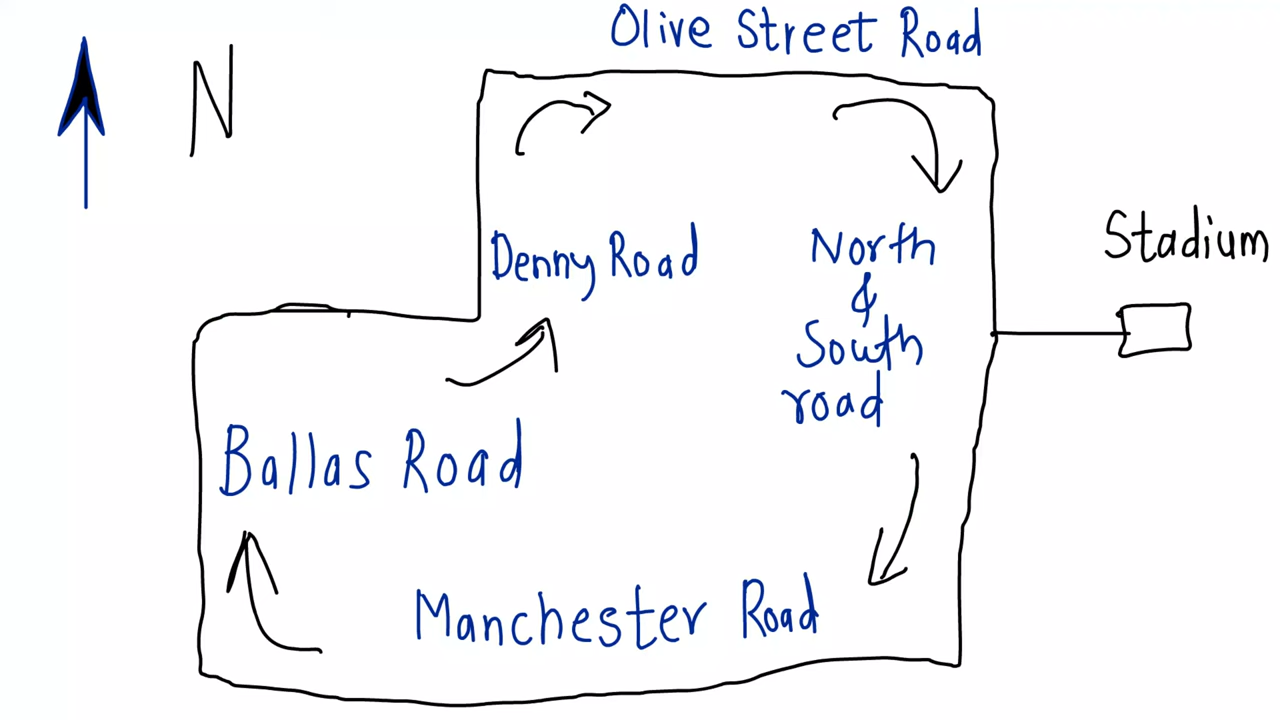 Olive Street Road
N
Stadium
Denny Road
North
&
South
road
Ballas Road
Manchester Road